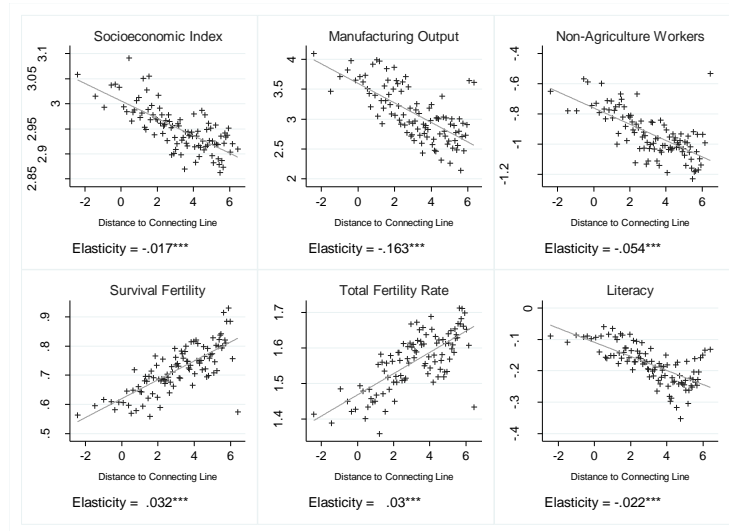 Socioeconomic Index
3.1
3.05
3
2.95
2.9
2.85
-2 0 2 4 6
Distance to Connecting Line
Elasticity = -.017***
Manufacturing Output
4
3.5
3
2.5
2
-2 0 2 4 6
Distance to Connecting Line
Elasticity = -.163***
Non-Agriculture Workers
-.4
-.6
-.8
-1
-1.2
-2 0 2 4 6
Distance to Connecting Line
Elasticity = -.054***
Survival Fertility
.9
.8
.7
.6
.5
-2 0 2 4 6
Distance to Connecting Line
Elasticity = .032***
Total Fertility Rate
1.7
1.6
1.5
1.4
-2 0 2 4 6
Distance to Connecting Line
Elasticity = .03***
Literacy
0
-.1
-.2
-.3
-.4
-2 0 2 4 6
Distance to Connecting Line
Elasticity = -.022***